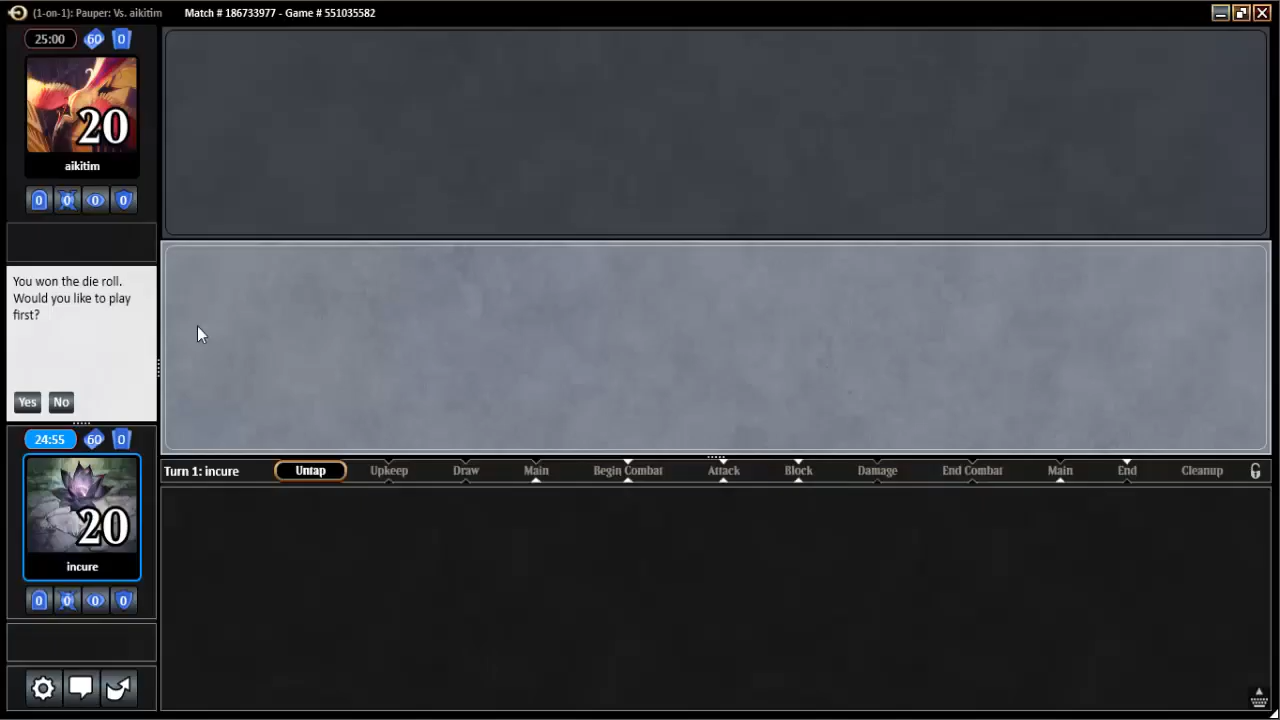 (1-on-1): Pauper: Vs. aikitim Match # 186733977 - Game # 551035582
25:00 60 0
20
aikitim
0 0 0 0
You won the die roll.
Would you like to play
first?
Yes No
24:55 60 0
20
incure
0 0 0 0
Turn 1: incure Untap Upkeep Draw Main Begin Combat Attack Block Damage End Combat Main End Cleanup